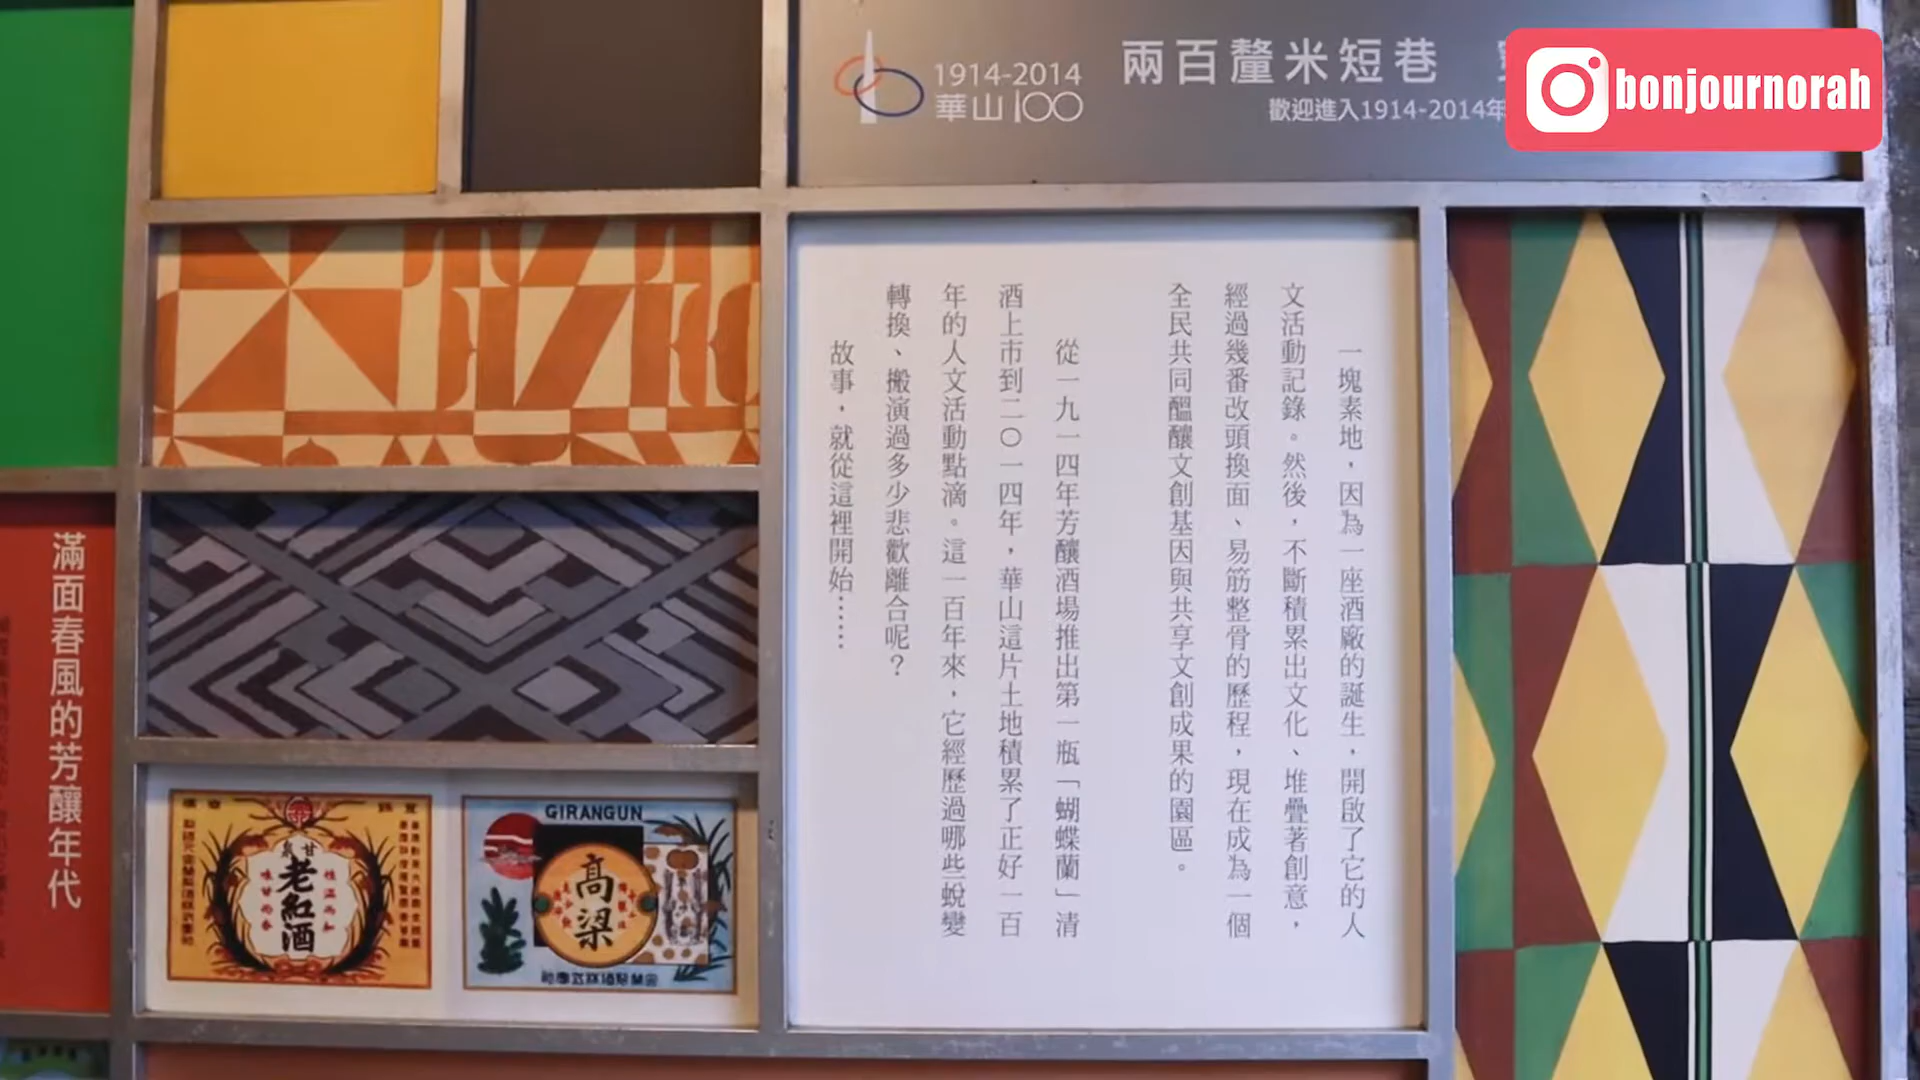 1914-2014
華山100
兩百釐米短巷
歡迎進入1914-2014年
bonjournorah
一塊素地，因為一座酒廠的誕生，開啟了它的人
文活動記錄。然後，不斷積累出文化、堆疊著創意，
經過幾番改頭換面、易筋整骨的歷程，現在成為一個
全民共同醞釀文創基因與共享文創成果的園區。
從一九一四年芳釀酒場推出第一瓶「蝴蝶蘭」清
酒上市到二〇一四年，華山這片土地積累了正好一百
年的人文活動點滴。這一百年來，它經歷過哪些蛻變
轉換、搬演過多少悲歡離合呢？
故事，就從這裡開始……
滿面春風的芳釀年代
甘泉
老紅酒
GIRANGUN
高梁